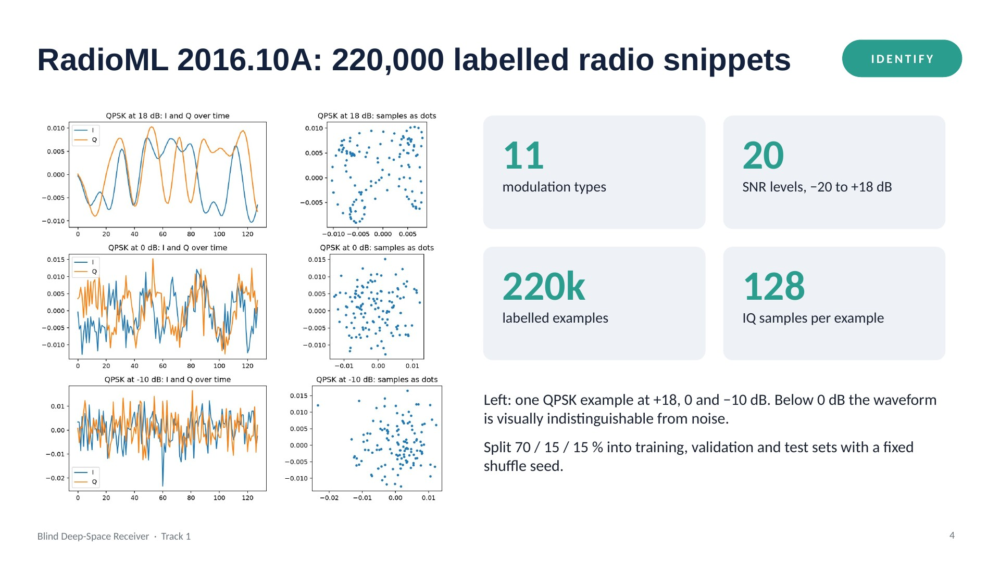 RadioML 2016.10A: 220,000 labelled radio snippets
IDENTIFY
QPSK at 18 dB: I and Q over time
0.010
0.005
0.000
−0.005
−0.010
I
Q
0 20 40 60 80 100 120
QPSK at 18 dB: samples as dots
0.010
0.005
0.000
−0.005
−0.010 −0.005 0.000 0.005
QPSK at 0 dB: I and Q over time
0.015
0.010
0.005
0.000
−0.005
−0.010
I
Q
0 20 40 60 80 100 120
QPSK at 0 dB: samples as dots
0.015
0.010
0.005
0.000
−0.005
−0.010
−0.01 0.00 0.01
QPSK at -10 dB: I and Q over time
0.01
0.00
−0.01
−0.02
I
Q
0 20 40 60 80 100 120
QPSK at -10 dB: samples as dots
0.015
0.010
0.005
0.000
−0.005
−0.010
−0.02 −0.01 0.00 0.01
11
modulation types
20
SNR levels, −20 to +18 dB
220k
labelled examples
128
IQ samples per example
Left: one QPSK example at +18, 0 and −10 dB. Below 0 dB the waveform
is visually indistinguishable from noise.
Split 70 / 15 / 15 % into training, validation and test sets with a fixed
shuffle seed.
Blind Deep-Space Receiver · Track 1
4